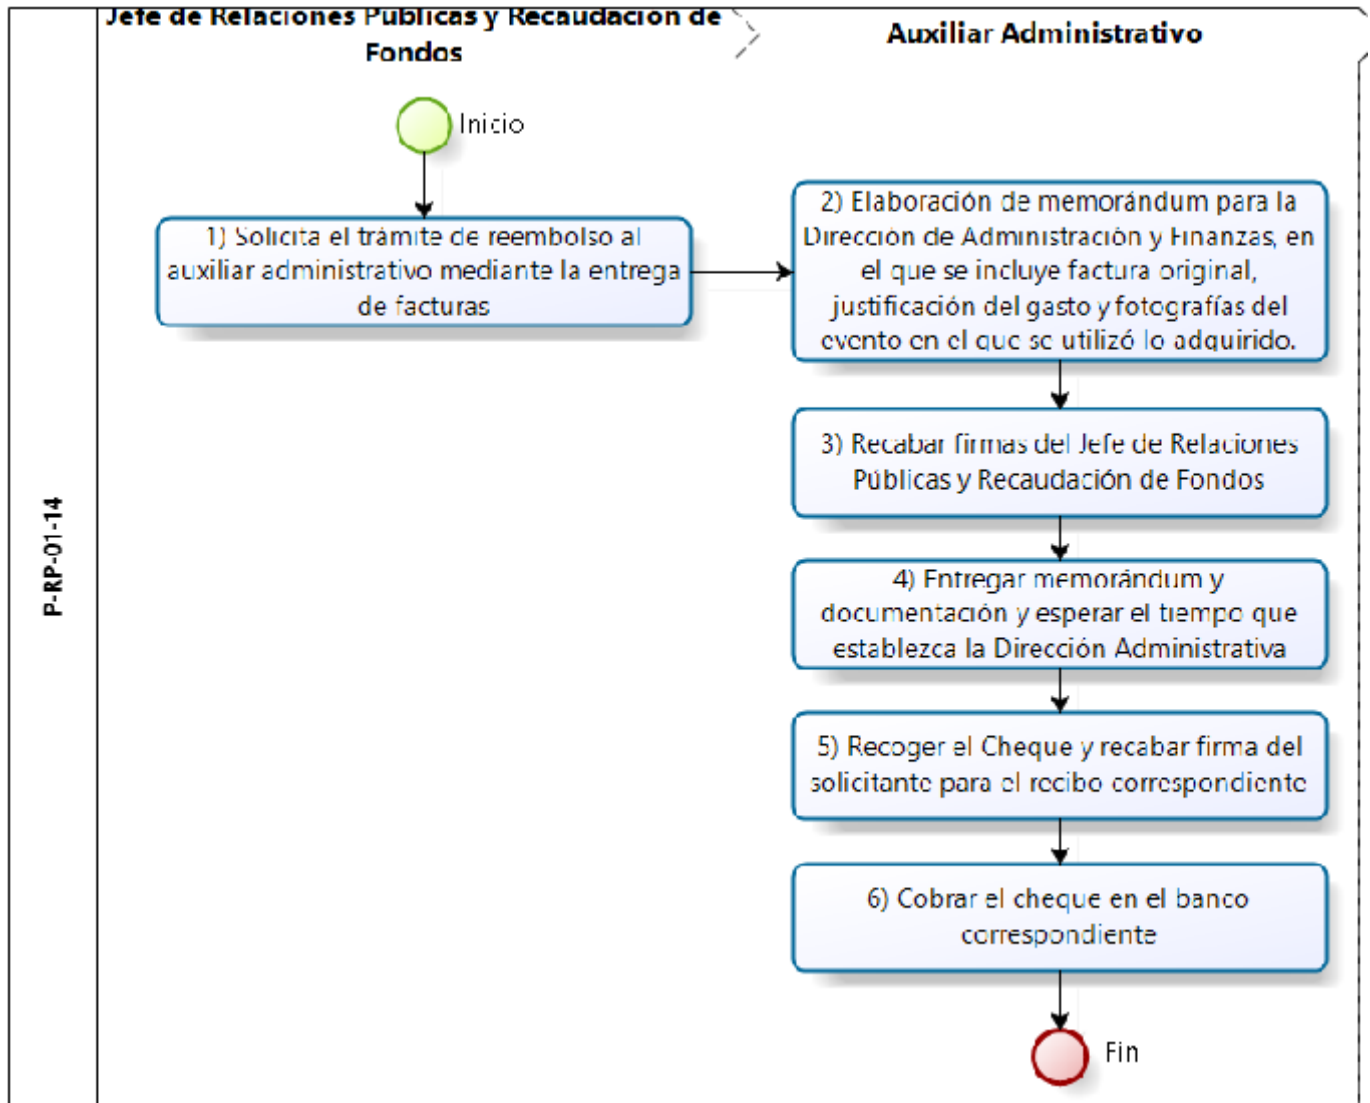 Jefe de Relaciones Públicas y Recaudación de
Fondos
Auxiliar Administrativo
P-RP-01-14
Inicio
1) Solicita el trámite de reembolso al
auxiliar administrativo mediante la entrega
de facturas
2) Elaboración de memorándum para la
Dirección de Administración y Finanzas, en
el que se incluye factura original,
justificación del gasto y fotografías del
evento en el que se utilizó lo adquirido.
3) Recabar firmas del Jefe de Relaciones
Públicas y Recaudación de Fondos
4) Entregar memorándum y
documentación y esperar el tiempo que
establezca la Dirección Administrativa
5) Recoger el Cheque y recabar firma del
solicitante para el recibo correspondiente
6) Cobrar el cheque en el banco
correspondiente
Fin